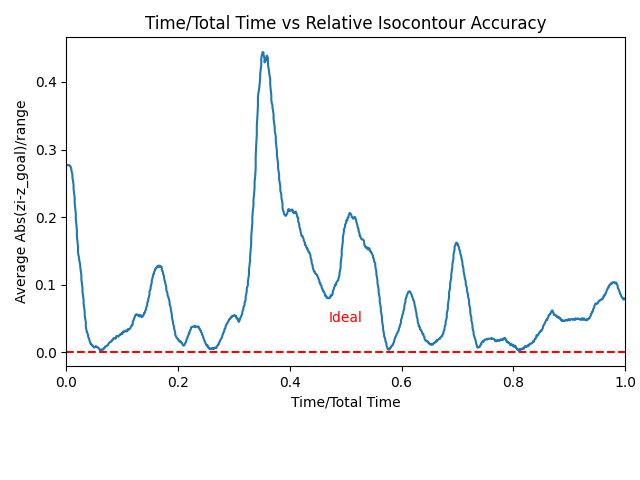 Time/Total Time vs Relative Isocontour Accuracy
Average Abs(zi-z_goal)/range
0.4
0.3
0.2
0.1
0.0
Ideal
0.0 0.2 0.4 0.6 0.8 1.0
Time/Total Time